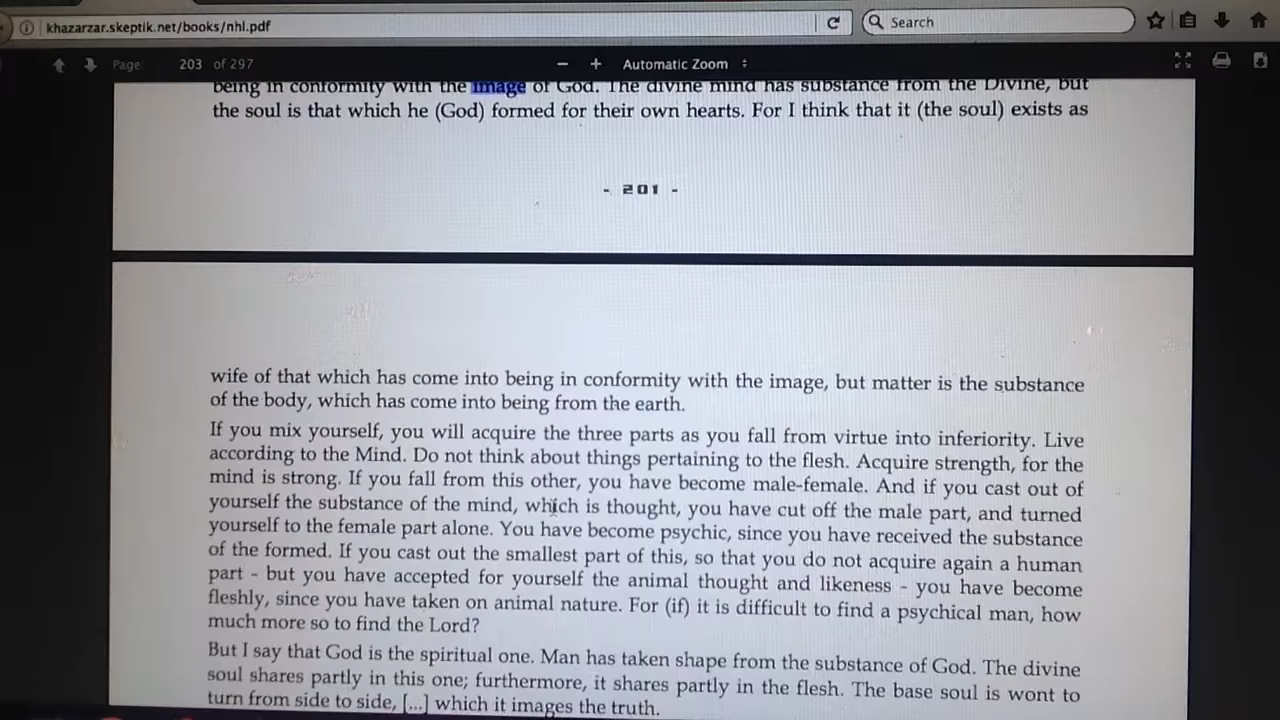 khazarzar.skeptik.net/books/nhl.pdf
Search
Page: 203 of 297
Automatic Zoom
being in conformity with the image of God. The divine mind has substance from the Divine, but
the soul is that which he (God) formed for their own hearts. For I think that it (the soul) exists as
- 201 -
wife of that which has come into being in conformity with the image, but matter is the substance
of the body, which has come into being from the earth.
If you mix yourself, you will acquire the three parts as you fall from virtue into inferiority. Live
according to the Mind. Do not think about things pertaining to the flesh. Acquire strength, for the
mind is strong. If you fall from this other, you have become male-female. And if you cast out of
yourself the substance of the mind, which is thought, you have cut off the male part, and turned
yourself to the female part alone. You have become psychic, since you have received the substance
of the formed. If you cast out the smallest part of this, so that you do not acquire again a human
part - but you have accepted for yourself the animal thought and likeness - you have become
fleshly, since you have taken on animal nature. For (if) it is difficult to find a psychical man, how
much more so to find the Lord?
But I say that God is the spiritual one. Man has taken shape from the substance of God. The divine
soul shares partly in this one; furthermore, it shares partly in the flesh. The base soul is wont to
turn from side to side, [...] which it images the truth.